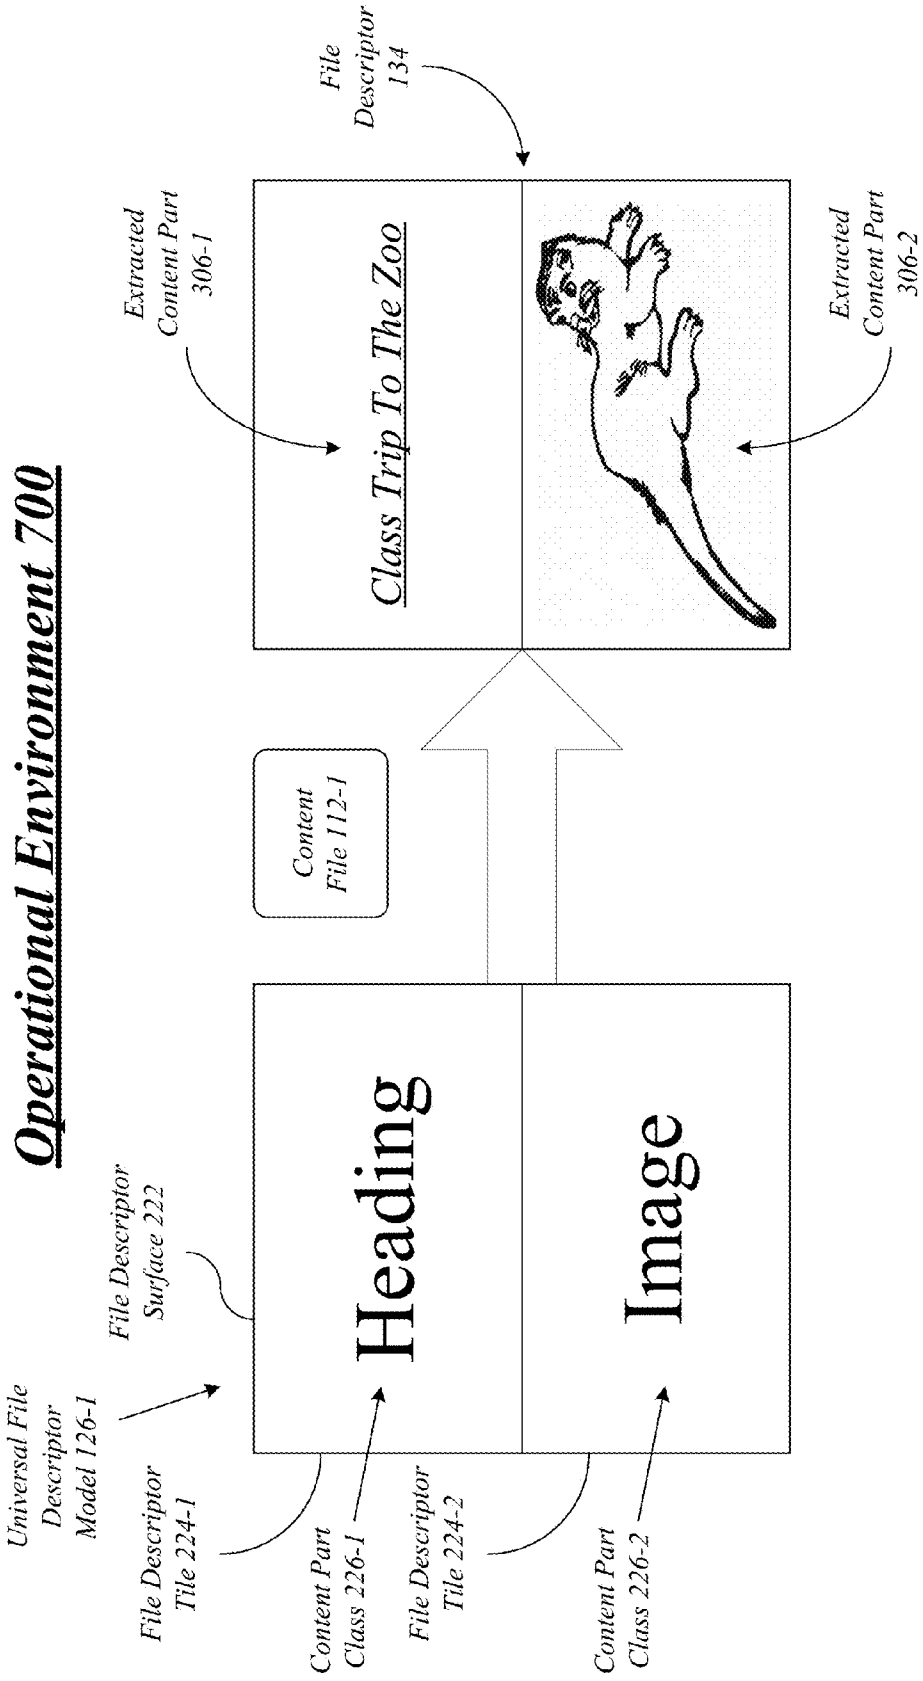 Operational Environment 700
Universal File
Descriptor
Model 126-1
File Descriptor
Surface 222
File Descriptor
Tile 224-1
Content Part
Class 226-1
File Descriptor
Tile 224-2
Content Part
Class 226-2
Heading
Image
Content
File 112-1
Extracted
Content Part
306-1
File
Descriptor
134
Class Trip To The Zoo
Extracted
Content Part
306-2